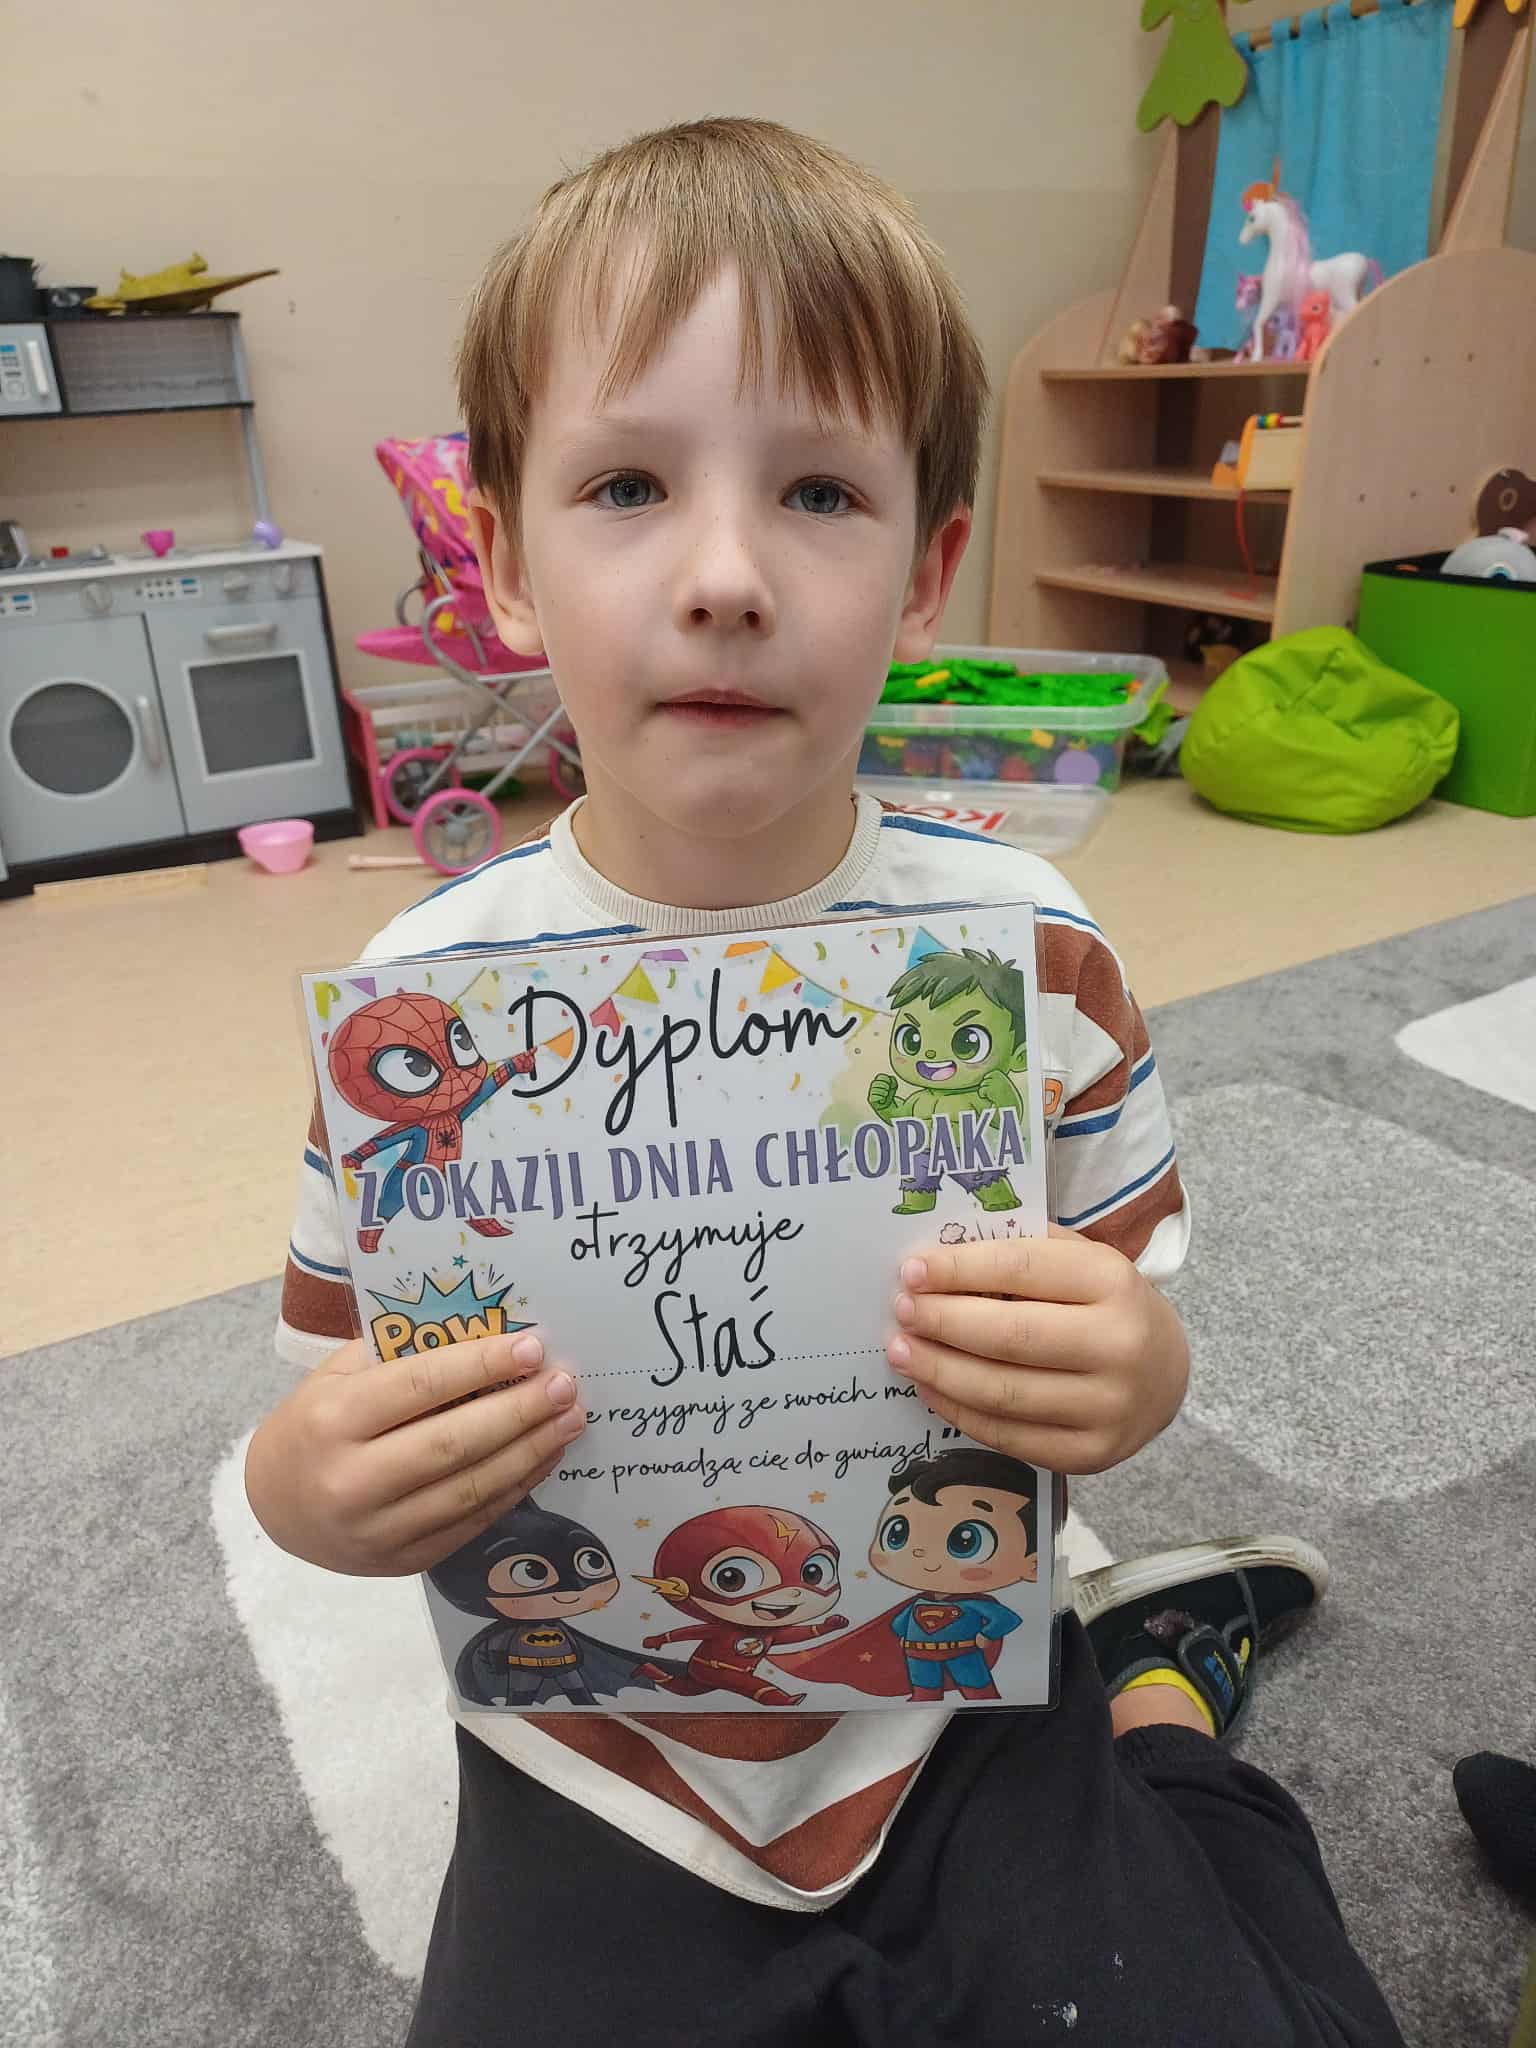 Dyplom
Z OKAZJI DNIA CHŁOPAKA
otrzymuje
POW
Staś
rezygnuj ze swoich
one prowadzą cię do gwiazd."